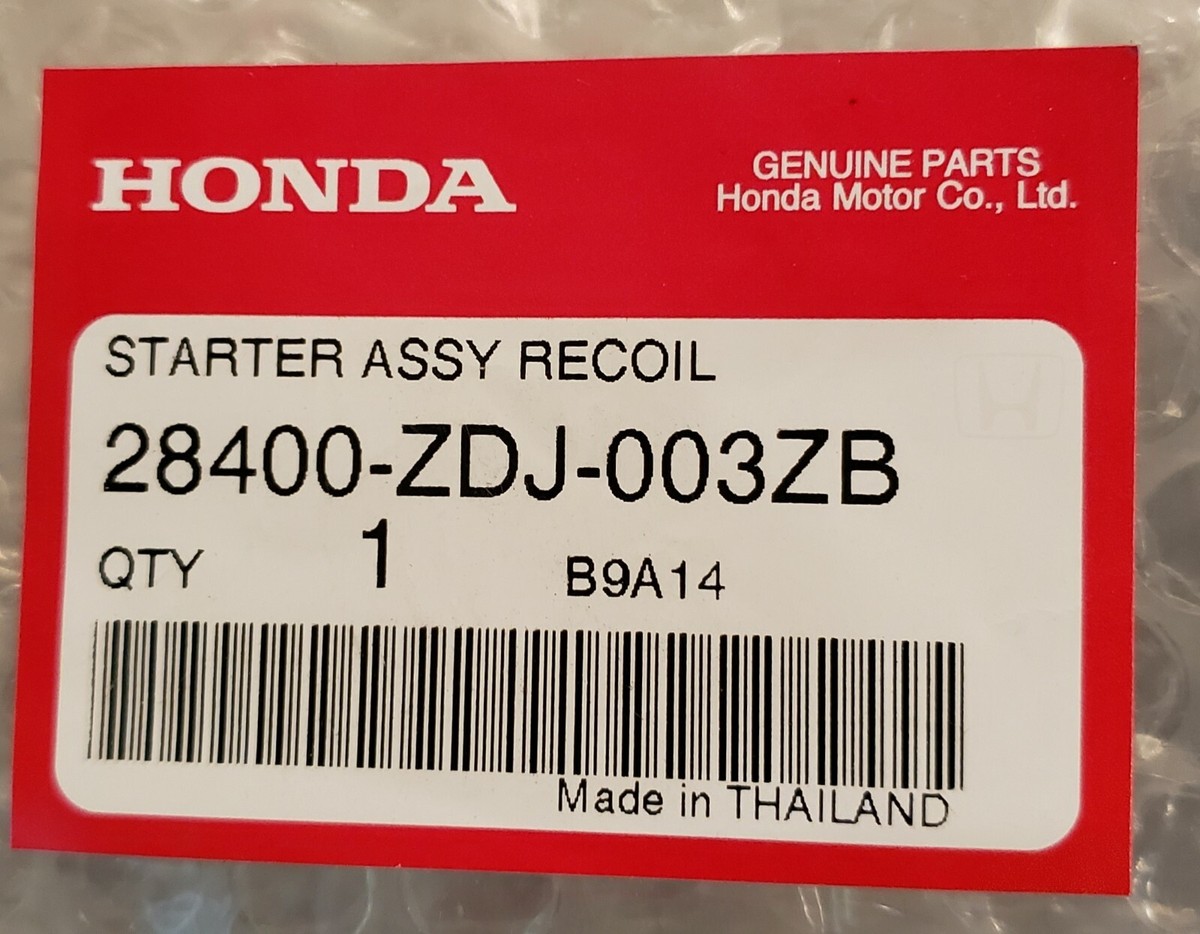 HONDA
GENUINE PARTS
Honda Motor Co., Ltd.
STARTER ASSY RECOIL
28400-ZDJ-003ZB
QTY 1 B9A14
Made in THAILAND